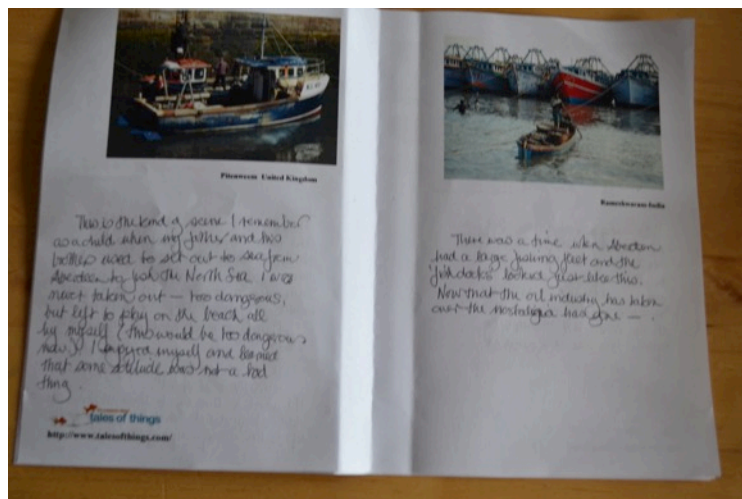 Pittenweem United Kingdom
This is the kind of scene I remember
as a child when my father and his
brothers used to set out to sea from
Aberdeen to fish the North Sea. I was
never taken out — too dangerous,
but left to play on the beach all
by myself (this would be too dangerous
now). I enjoyed myself and learned
that some solitude was not a bad
thing.
tales of things
http://www.talesofthings.com/
Rameshwaram India
There was a time when Aberdeen
had a large fishing fleet and the
fish docks looked just like this.
Now that the oil industry has taken
over the nostalgia has gone — .